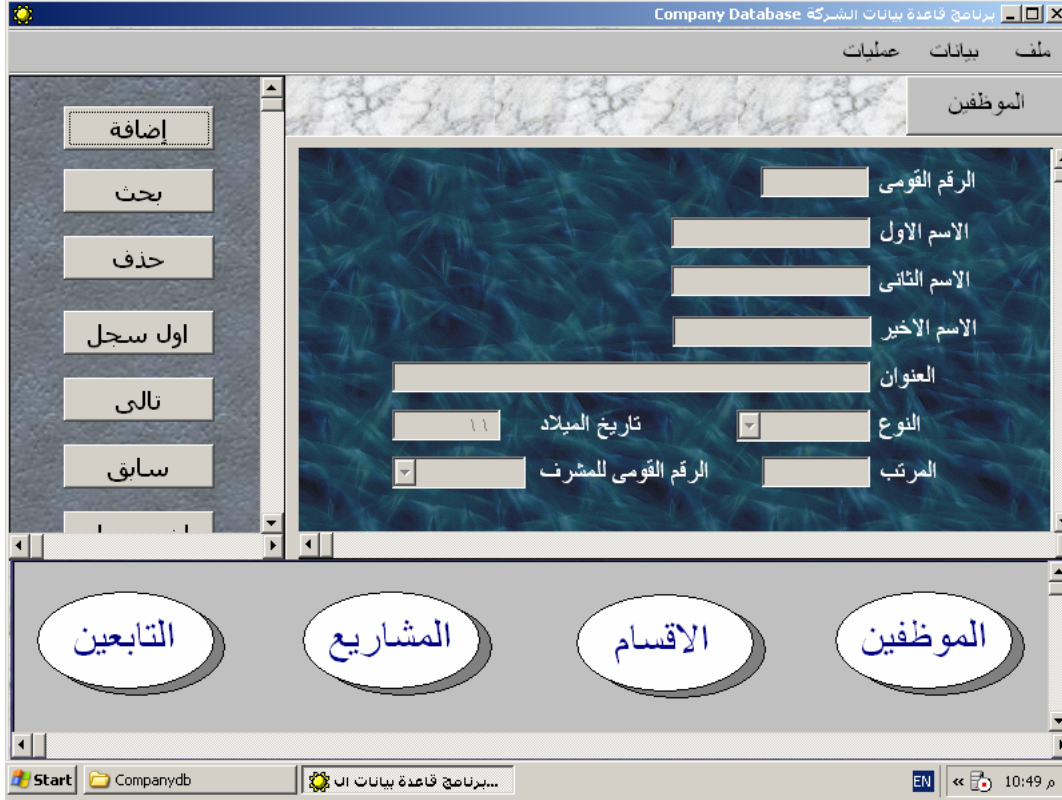 برنامج قاعدة بيانات الشركة Company Database
ملف بيانات عمليات
الموظفين
إضافة
بحث
حذف
اول سجل
تالى
سابق
الرقم القومى
الاسم الاول
الاسم الثانى
الاسم الاخير
العنوان
النوع تاريخ الميلاد ١١
المرتب الرقم القومى للمشرف
الموظفين الاقسام المشاريع التابعين
Start Companydb برنامج قاعدة بيانات ال... EN » 10:49 م